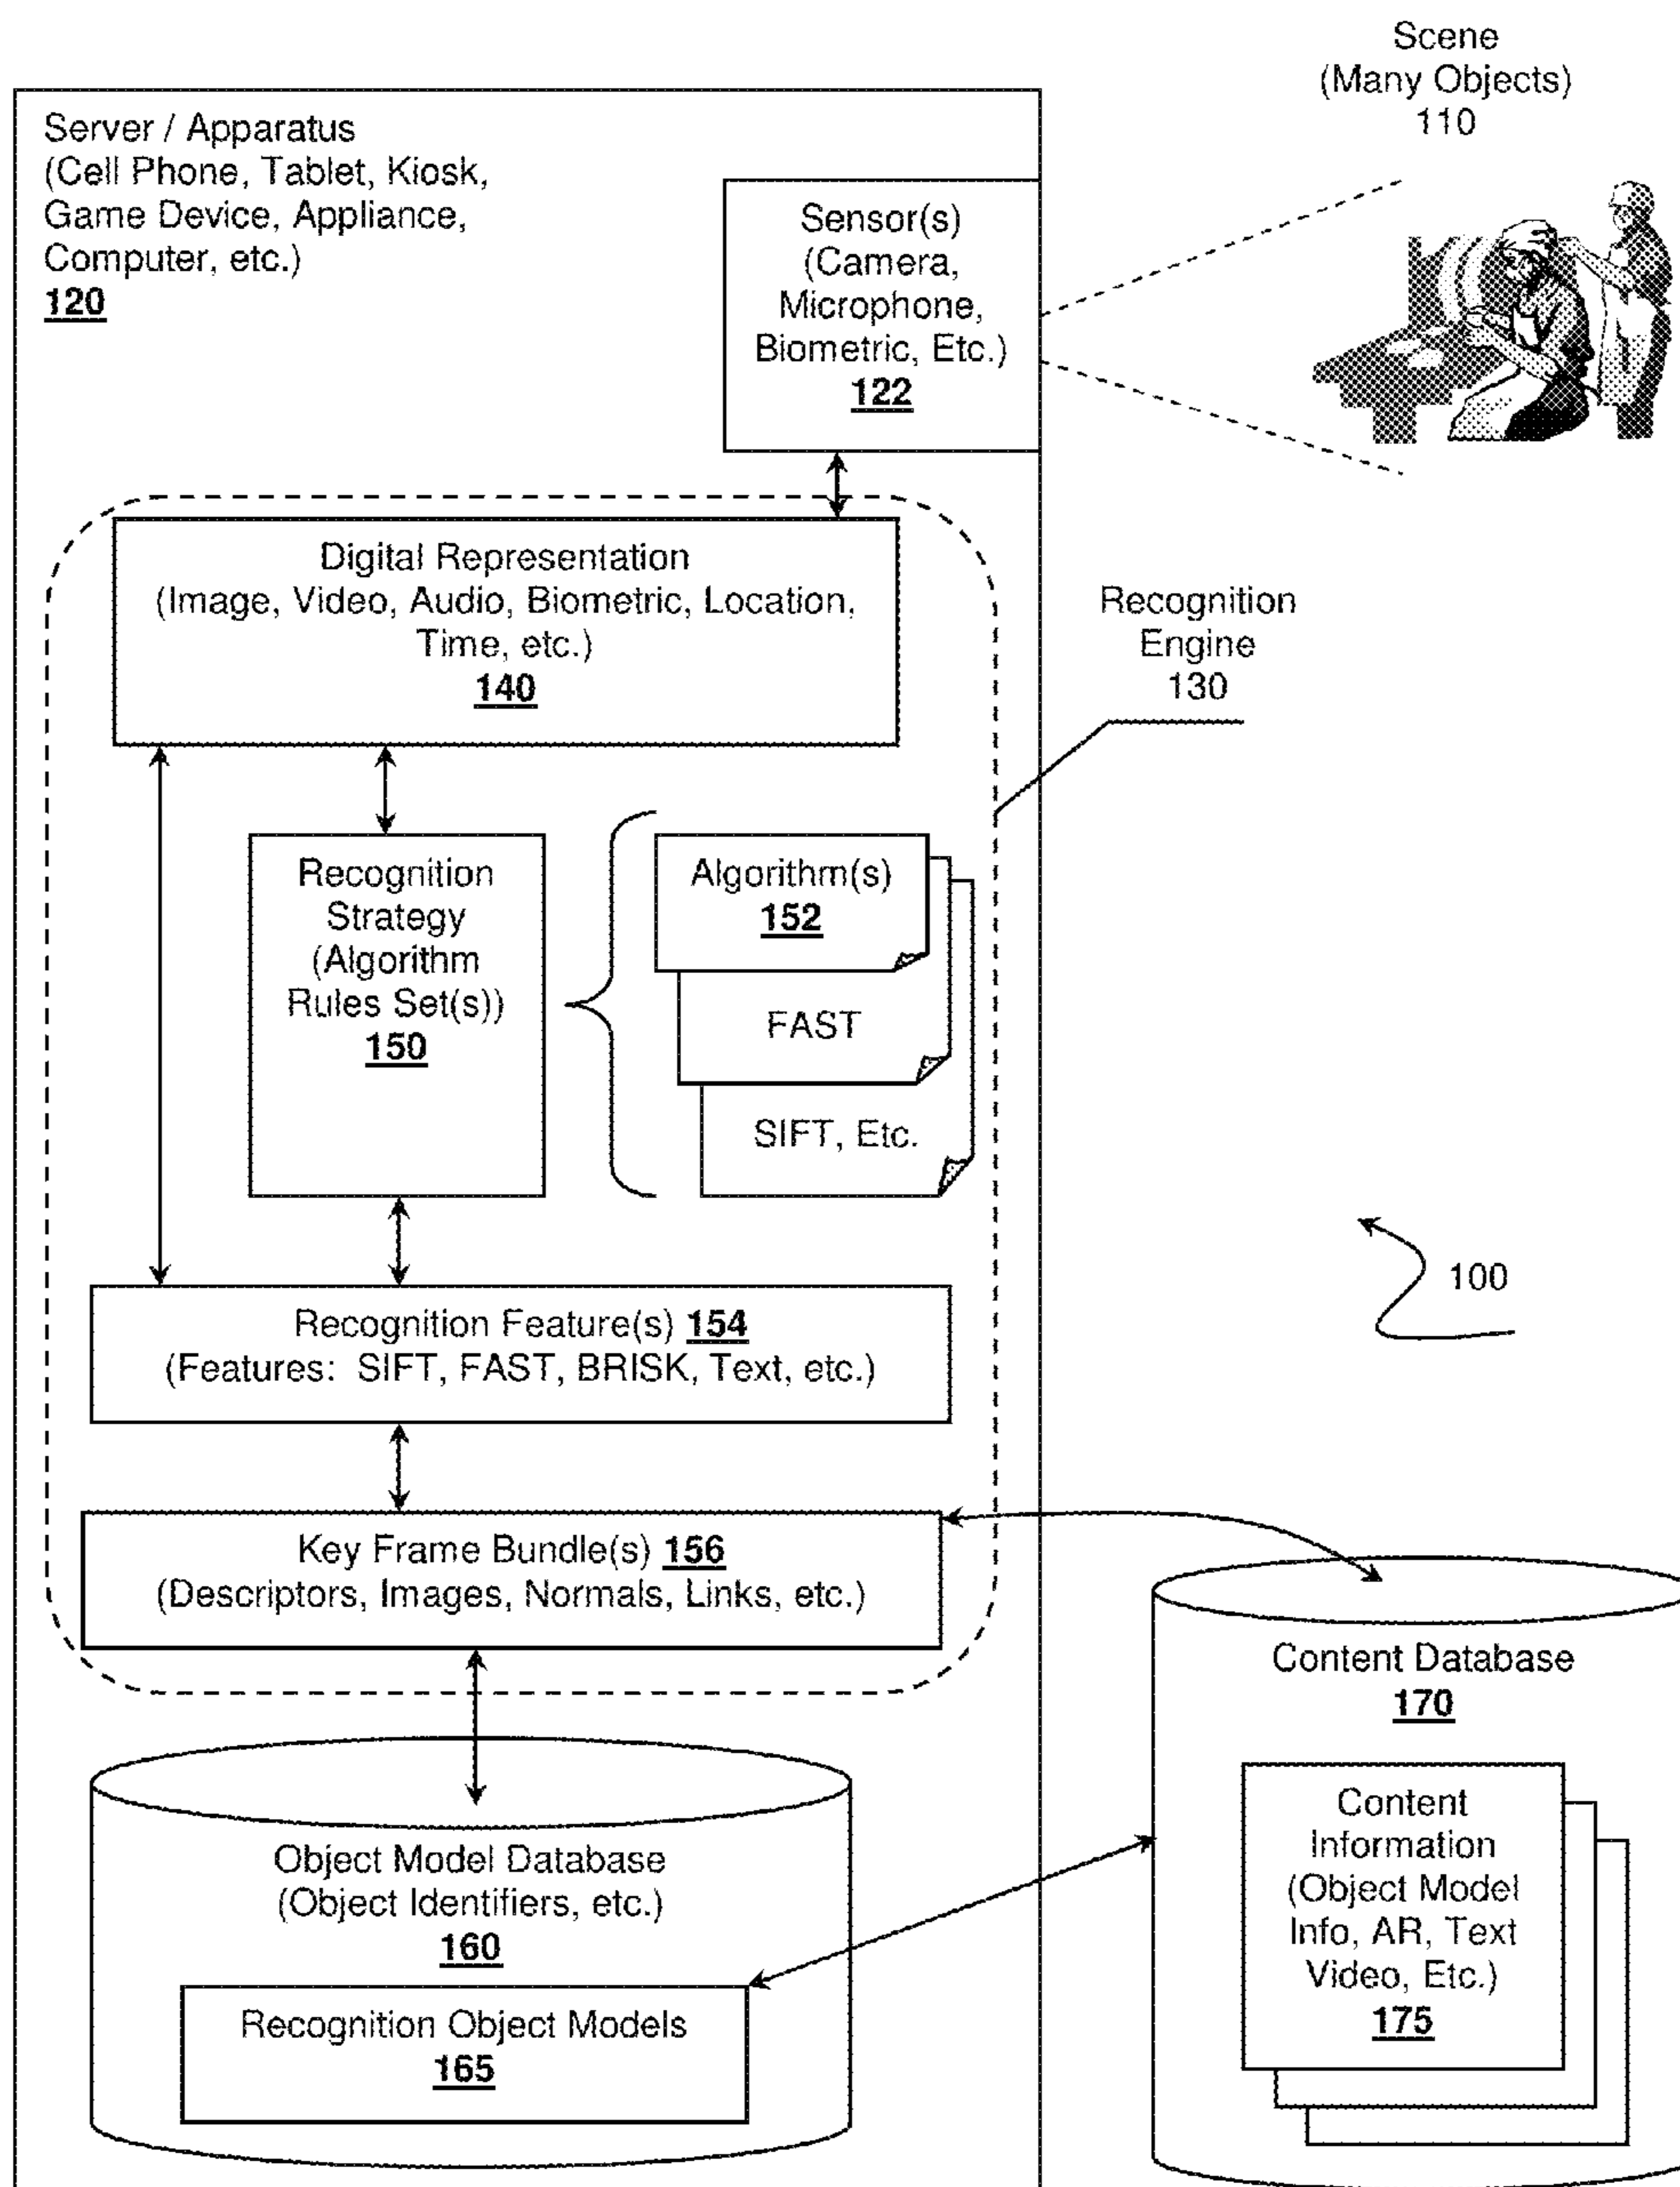 Scene
(Many Objects)
110
Server / Apparatus
(Cell Phone, Tablet, Kiosk,
Game Device, Appliance,
Computer, etc.)
120
Sensor(s)
(Camera,
Microphone,
Biometric, Etc.)
122
Digital Representation
(Image, Video, Audio, Biometric, Location,
Time, etc.)
140
Recognition
Engine
130
Recognition
Strategy
(Algorithm
Rules Set(s))
150
Algorithm(s)
152
FAST
SIFT, Etc.
100
Recognition Feature(s) 154
(Features: SIFT, FAST, BRISK, Text, etc.)
Key Frame Bundle(s) 156
(Descriptors, Images, Normals, Links, etc.)
Content Database
170
Content
Information
(Object Model
Info, AR, Text
Video, Etc.)
175
Object Model Database
(Object Identifiers, etc.)
160
Recognition Object Models
165